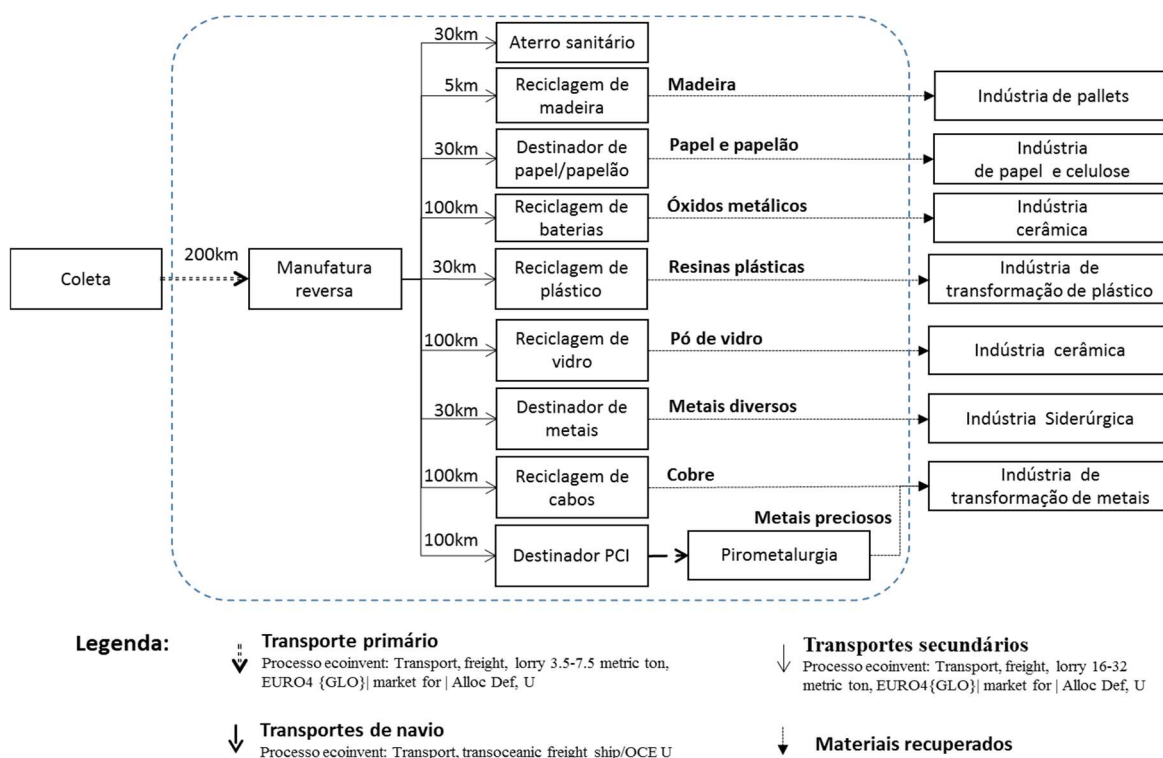 30km
Aterro sanitário
5km
Reciclagem de
madeira
Madeira
Indústria de pallets
30km
Destinador de
papel/papelão
Papel e papelão
Indústria
de papel e celulose
100km
Reciclagem de
baterias
Óxidos metálicos
Indústria
cerâmica
Coleta
200km
Manufatura
reversa
30km
Reciclagem de
plástico
Resinas plásticas
Indústria de
transformação de plástico
100km
Reciclagem de
vidro
Pó de vidro
Indústria cerâmica
30km
Destinador de
metais
Metais diversos
Indústria Siderúrgica
100km
Reciclagem de
cabos
Cobre
Indústria de
transformação de metais
100km
Destinador PCI
Metais preciosos
Pirometalurgia
Legenda:
Transporte primário
Processo ecoinvent: Transport, freight, lorry 3.5-7.5 metric ton,
EURO4 {GLO}| market for | Alloc Def, U
Transportes secundários
Processo ecoinvent: Transport, freight, lorry 16-32
metric ton, EURO4{GLO}| market for | Alloc Def, U
Transportes de navio
Processo ecoinvent: Transport, transoceanic freight ship/OCE U
Materiais recuperados